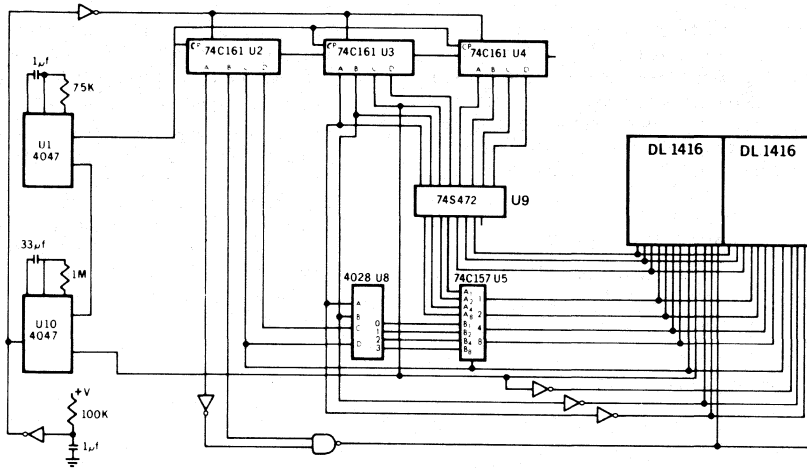 CP 74C161 U2
A B C D
CP 74C161 U3
A B C D
CP 74C161 U4
A B C D
1µf
75K
U1
4047
DL 1416
DL 1416
74S472
U9
33µf
1M
U10
4047
4028 U8
A
B
C
D
0
1
2
3
74C157 U5
A1
A2
A4
A8
B1
B2
B4
B8
1
2
4
8
+V
100K
1µf